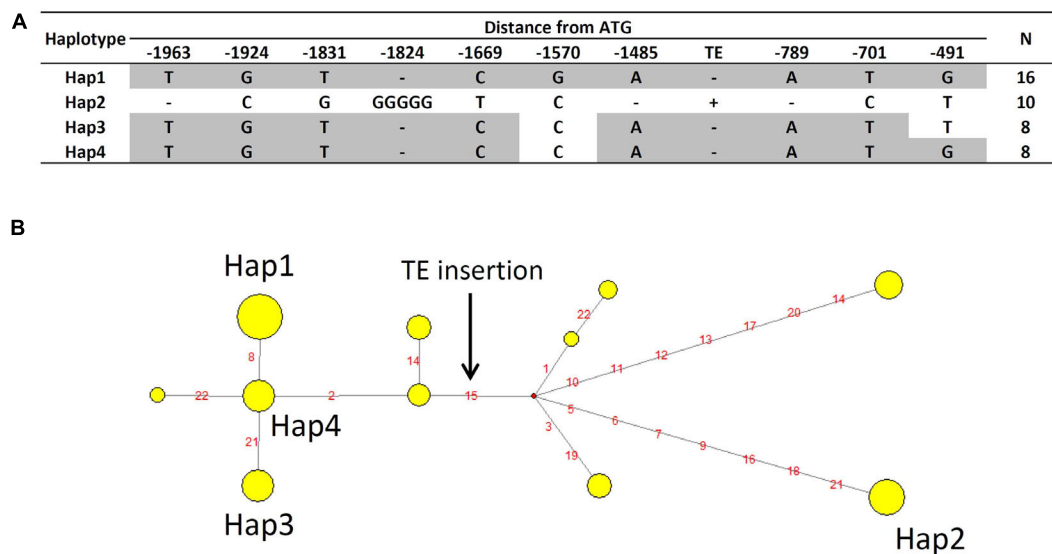 A
Haplotype Distance from ATG N
-1963 -1924 -1831 -1824 -1669 -1570 -1485 TE -789 -701 -491
Hap1 T G T - C G A - A T G 16
Hap2 - C G GGGGG T C - + - C T 10
Hap3 T G T - C C A - A T T 8
Hap4 T G T - C C A - A T G 8
B
Hap1
TE insertion
8
22
2
14
15
22
1
10
11
12
13
17
20
14
21
Hap4
3
19
5
6
7
9
16
18
21
Hap3
Hap2